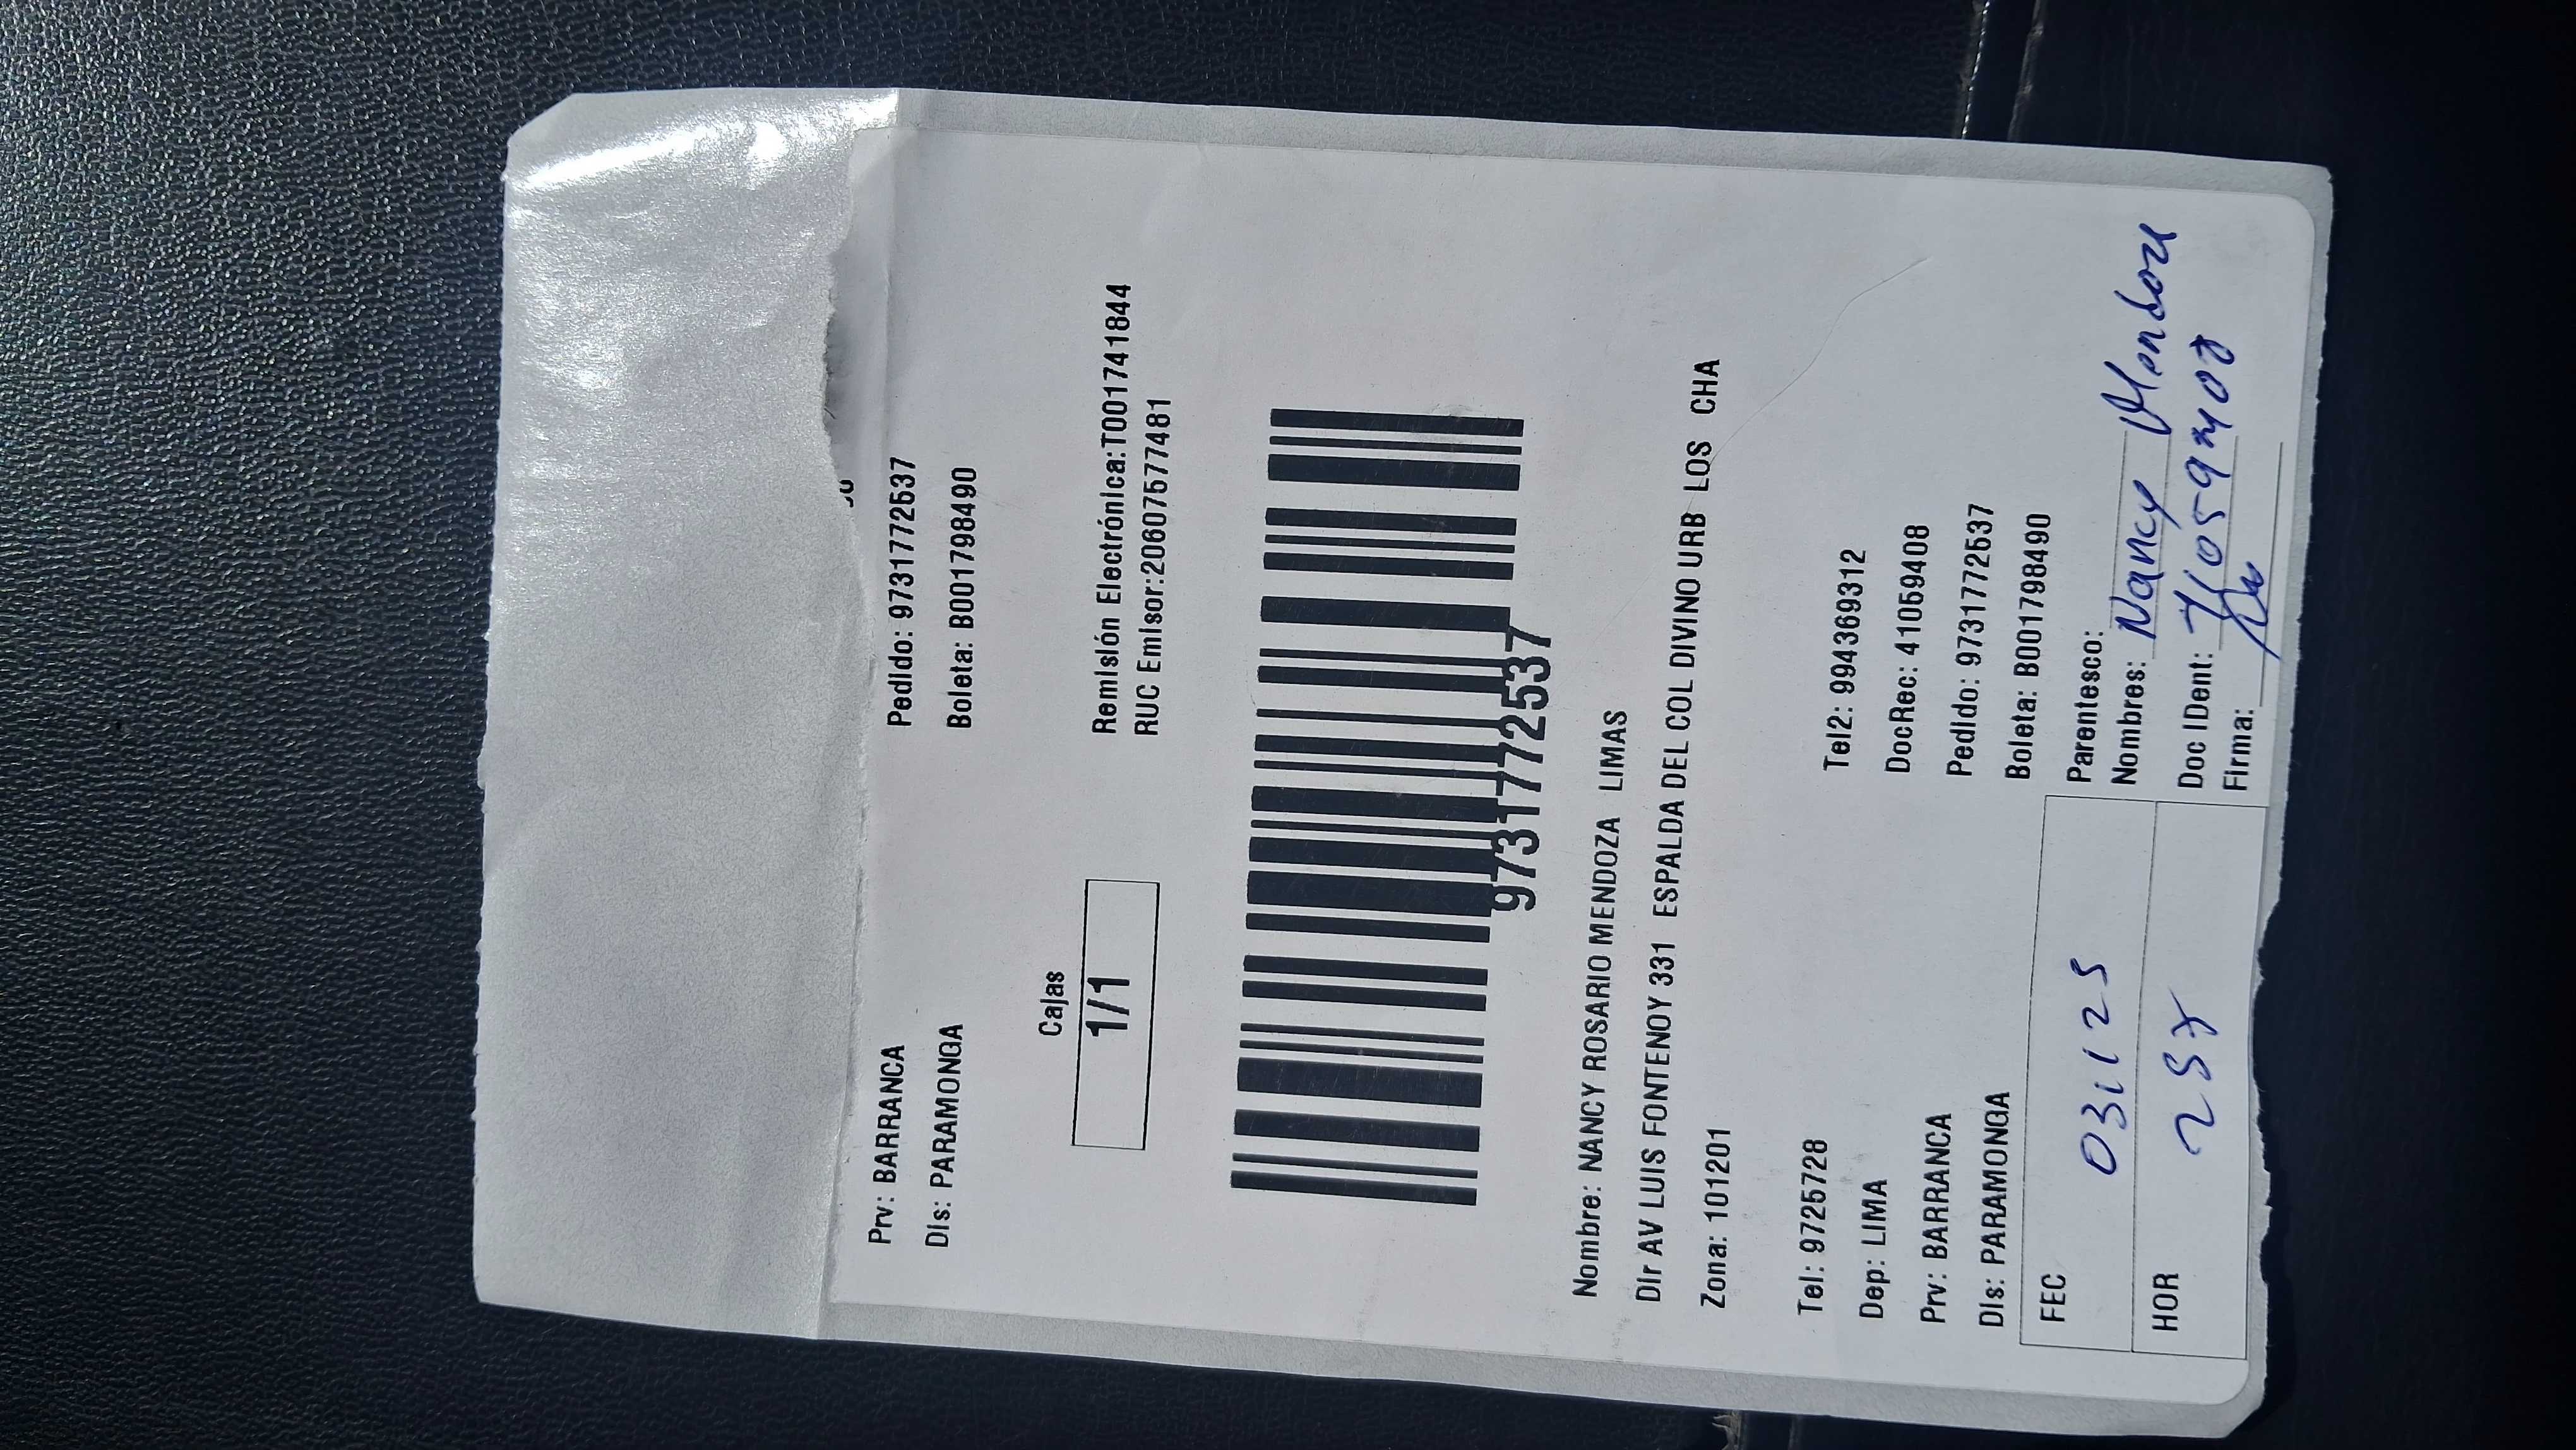 Prv: BARRANCA Pedido: 9731772537
Dis: PARAMONGA Boleta: B001798490
Cajas
1/1
Remisión Electrónica:T001741844
RUC Emisor:20607577481
9731772537
Nombre: NANCY ROSARIO MENDOZA LIMAS
Dir AV LUIS FONTENOY 331 ESPALDA DEL COL DIVINO URB LOS CHA
Zona: 101201
Tel: 9725728 Tel2: 994369312
Dep: LIMA DocRec: 41059408
Prv: BARRANCA Pedido: 9731772537
Dis: PARAMONGA Boleta: B001798490
FEC 031125
Parentesco:
Nombres: Nancy Mendoza
HOR
Doc IDent: 41059408
Firma: